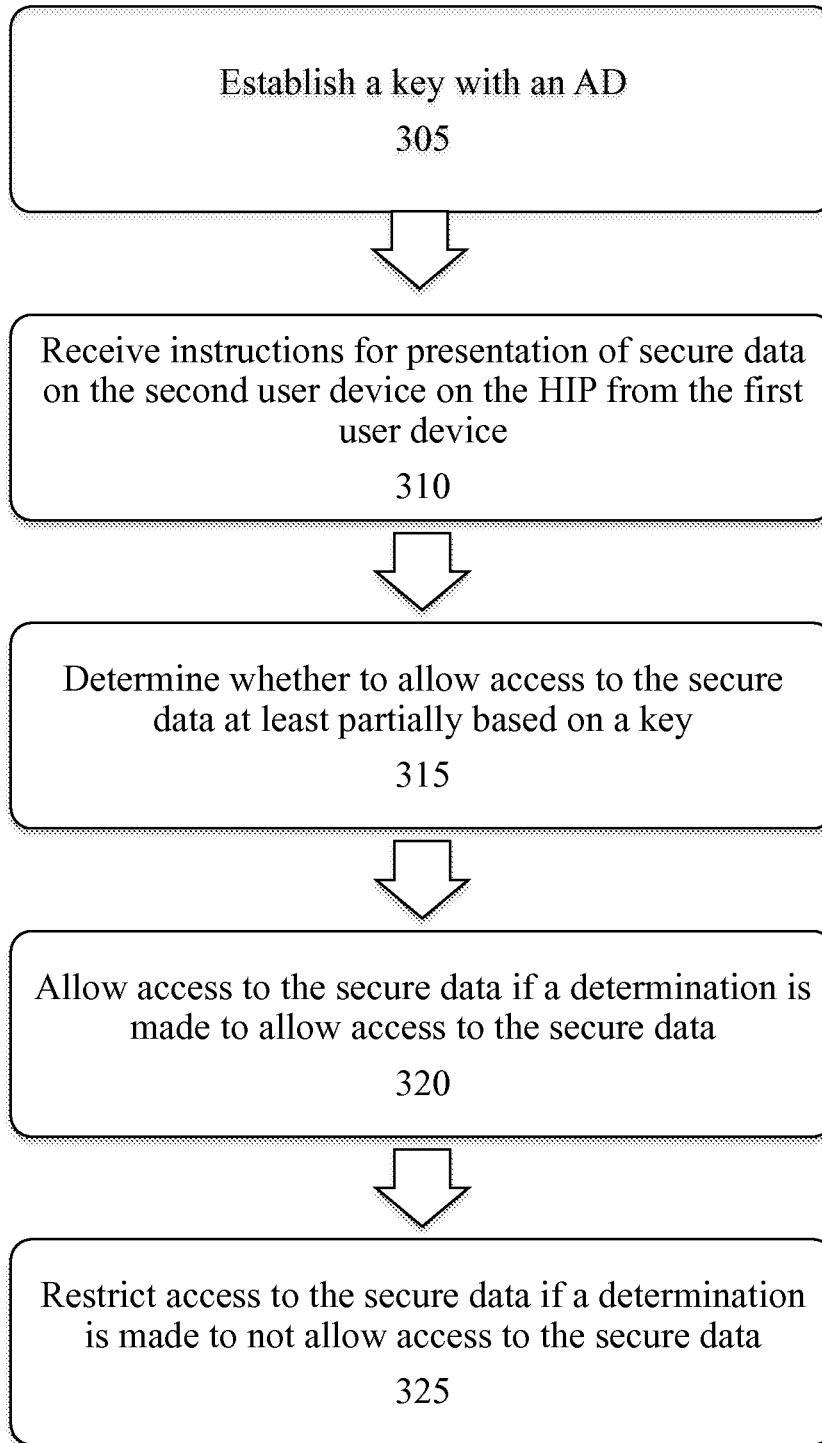 Establish a key with an AD
305
Receive instructions for presentation of secure data
on the second user device on the HIP from the first
user device
310
Determine whether to allow access to the secure
data at least partially based on a key
315
Allow access to the secure data if a determination is
made to allow access to the secure data
320
Restrict access to the secure data if a determination
is made to not allow access to the secure data
325